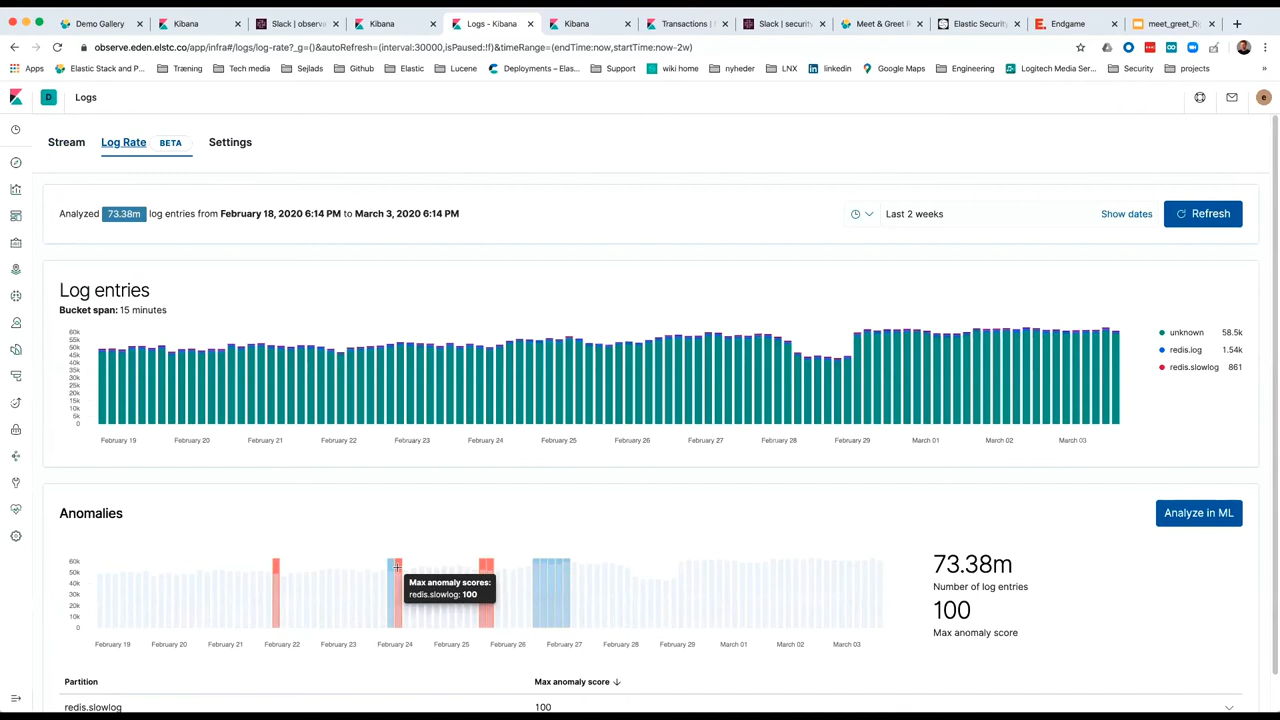 Demo Gallery
Kibana
Slack | observa
Kibana
Logs - Kibana
Kibana
Transactions |
Slack | security
Meet & Greet R
Elastic Security
Endgame
meet_greet_Ri
observe.eden.elstc.co/app/infra#/logs/log-rate?_g=()&autoRefresh=(interval:30000,isPaused:!f)&timeRange=(endTime:now,startTime:now-2w)
Apps
Elastic Stack and P...
Træning
Tech media
Sejlads
Github
Elastic
Lucene
Deployments – Elas...
Support
wiki home
nyheder
LNX
linkedin
Google Maps
Engineering
Logitech Media Ser...
Security
projects
»
D
Logs
e
Stream
Log Rate
BETA
Settings
Analyzed 73.38m log entries from February 18, 2020 6:14 PM to March 3, 2020 6:14 PM
Last 2 weeks
Show dates
Refresh
Log entries
Bucket span: 15 minutes
60k
55k
50k
45k
40k
35k
30k
25k
20k
15k
10k
5k
0
February 19
February 20
February 21
February 22
February 23
February 24
February 25
February 26
February 27
February 28
February 29
March 01
March 02
March 03
unknown 58.5k
redis.log 1.54k
redis.slowlog 861
Anomalies
Analyze in ML
60k
50k
40k
30k
20k
10k
0
Max anomaly scores:
redis.slowlog: 100
February 19
February 20
February 21
February 22
February 23
February 24
February 25
February 26
February 27
February 28
February 29
March 01
March 02
March 03
73.38m
Number of log entries
100
Max anomaly score
Partition
Max anomaly score
redis.slowlog
100